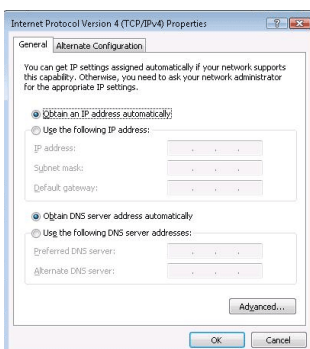 Internet Protocol Version 4 (TCP/IPv4) Properties
General Alternate Configuration
You can get IP settings assigned automatically if your network supports
this capability. Otherwise, you need to ask your network administrator
for the appropriate IP settings.
Obtain an IP address automatically
Use the following IP address:
IP address:
Subnet mask:
Default gateway:
Obtain DNS server address automatically
Use the following DNS server addresses:
Preferred DNS server:
Alternate DNS server:
Advanced...
OK Cancel